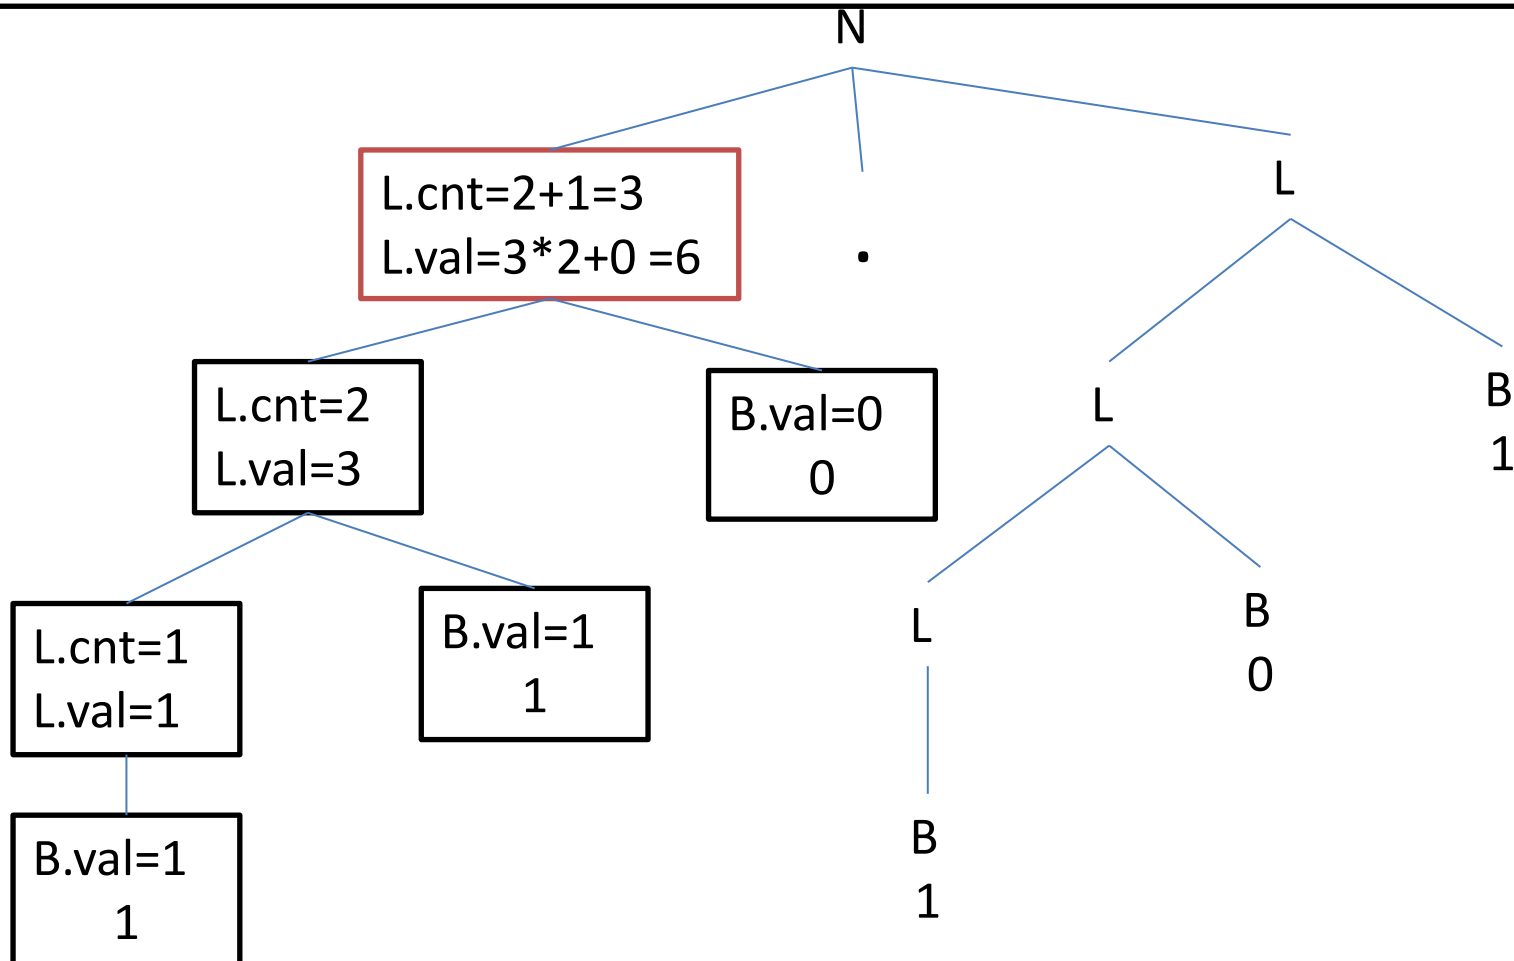 N
L.cnt=2+1=3
L.val=3*2+0 =6
.
L
L.cnt=2
L.val=3
B.val=0
0
L
B
1
L.cnt=1
L.val=1
B.val=1
1
L
B
0
B.val=1
1
B
1